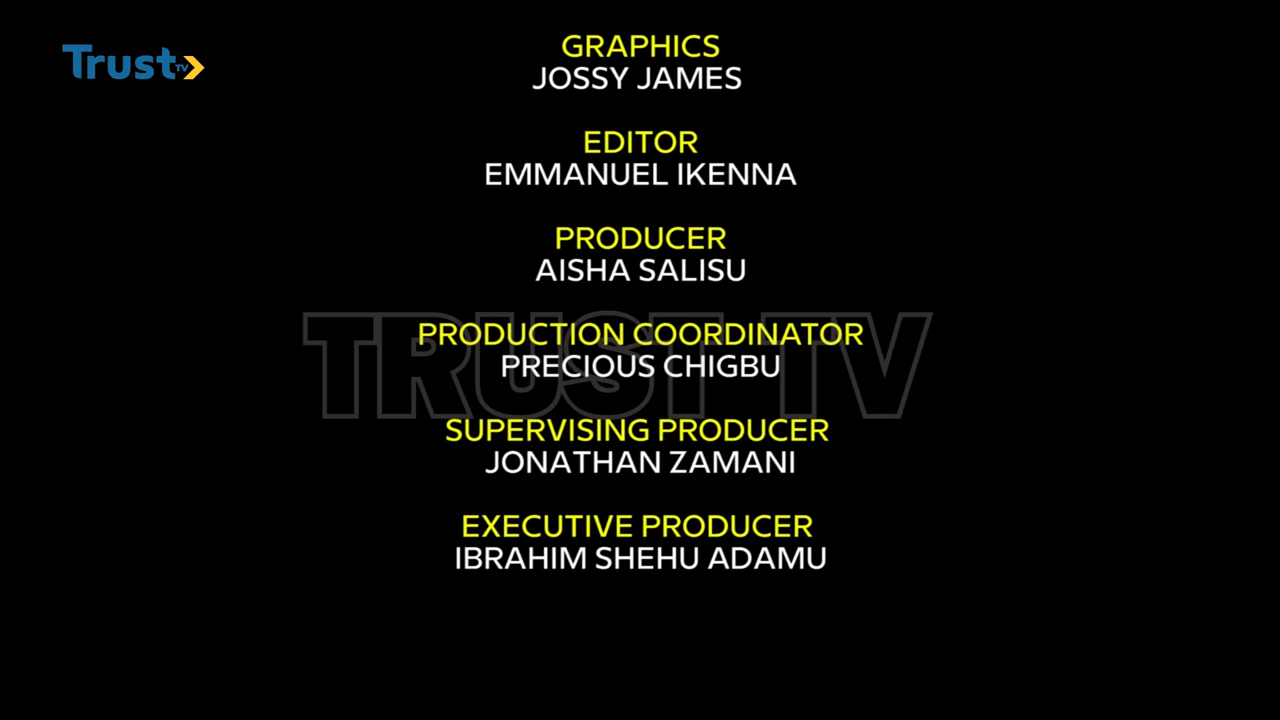 Trust TV
GRAPHICS
JOSSY JAMES
EDITOR
EMMANUEL IKENNA
PRODUCER
AISHA SALISU
TRUST TV
PRODUCTION COORDINATOR
PRECIOUS CHIGBU
SUPERVISING PRODUCER
JONATHAN ZAMANI
EXECUTIVE PRODUCER
IBRAHIM SHEHU ADAMU